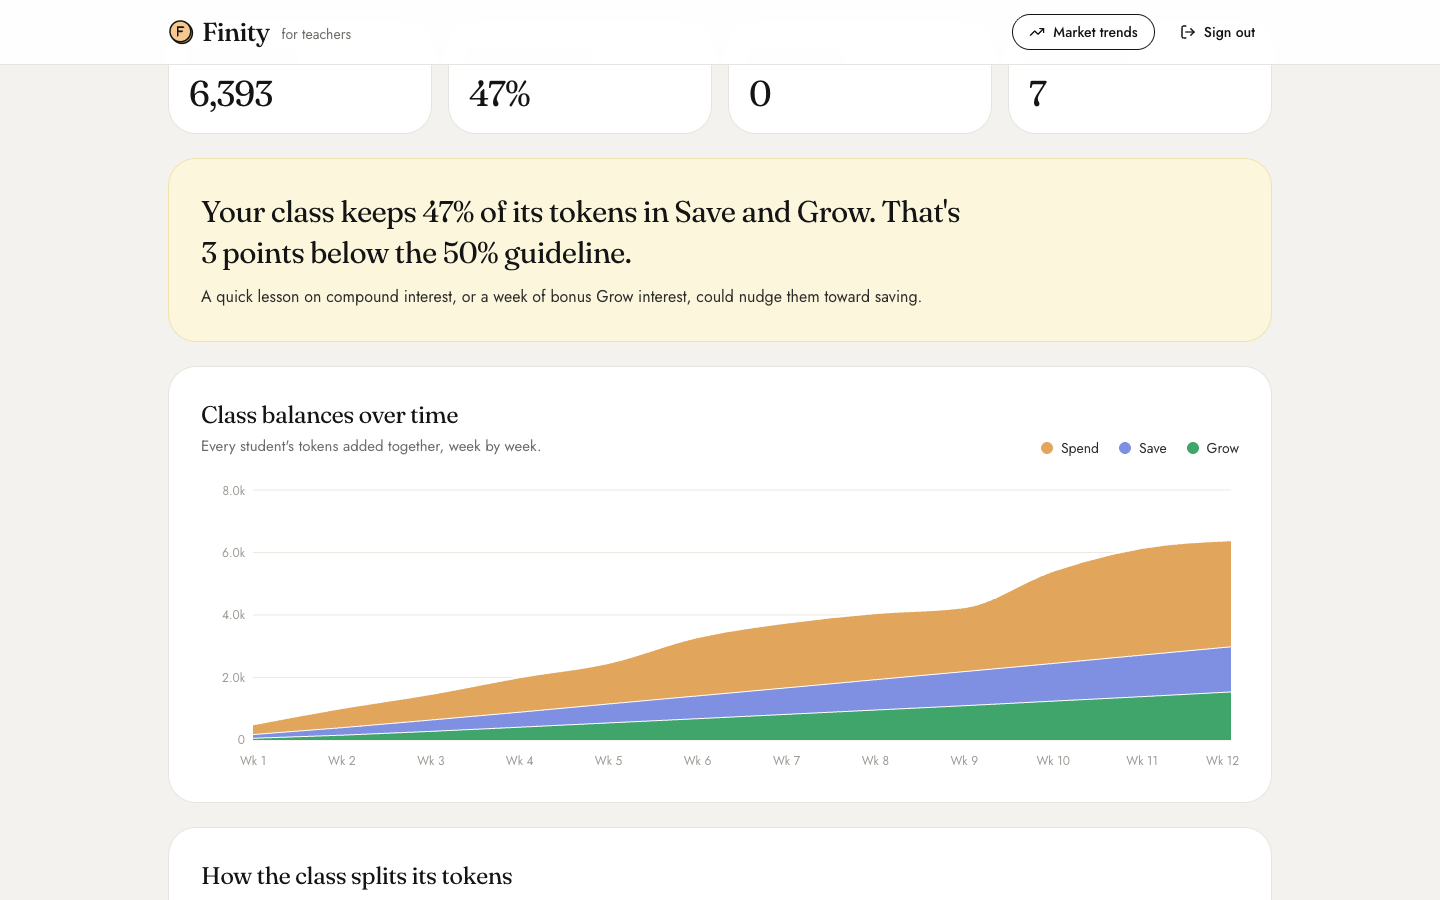 F Finity for teachers Market trends Sign out
6,393 47% 0 7
Your class keeps 47% of its tokens in Save and Grow. That's
3 points below the 50% guideline.
A quick lesson on compound interest, or a week of bonus Grow interest, could nudge them toward saving.
Class balances over time
Every student's tokens added together, week by week.
Spend Save Grow
8.0k
6.0k
4.0k
2.0k
0
Wk 1 Wk 2 Wk 3 Wk 4 Wk 5 Wk 6 Wk 7 Wk 8 Wk 9 Wk 10 Wk 11 Wk 12
How the class splits its tokens